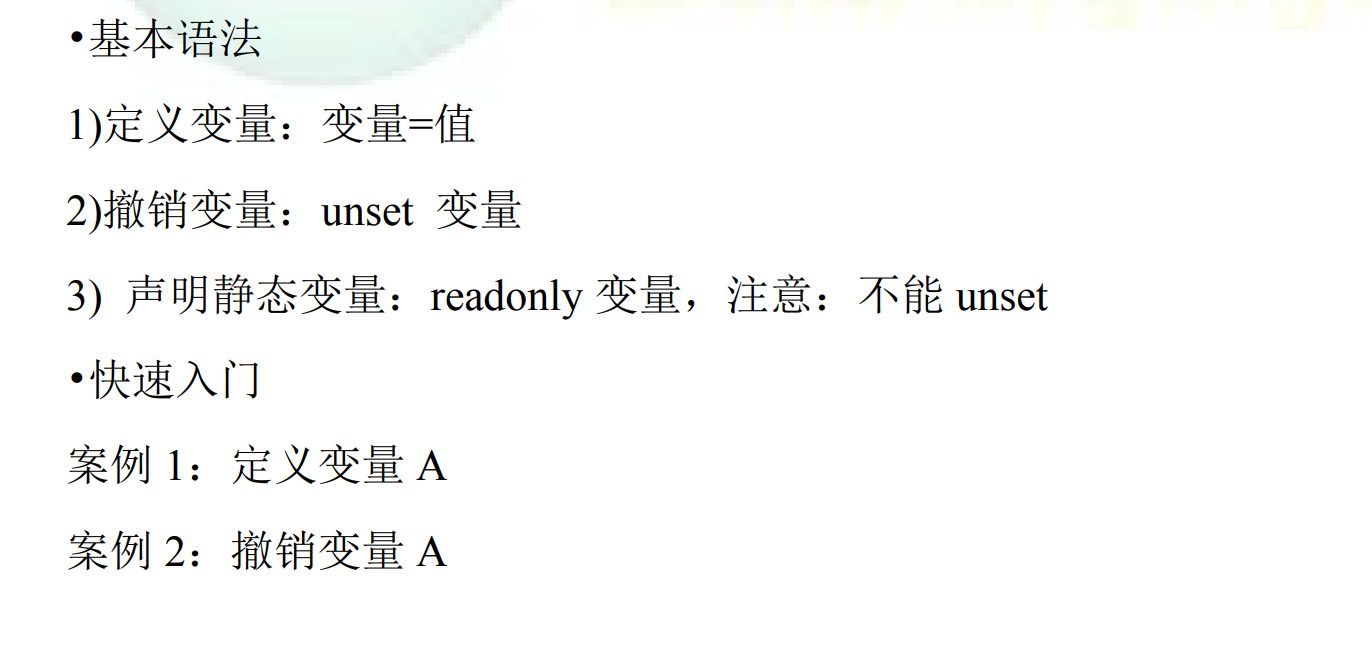 •基本语法
1)定义变量：变量=值
2)撤销变量：unset 变量
3) 声明静态变量：readonly 变量，注意：不能 unset
•快速入门
案例 1：定义变量 A
案例 2：撤销变量 A